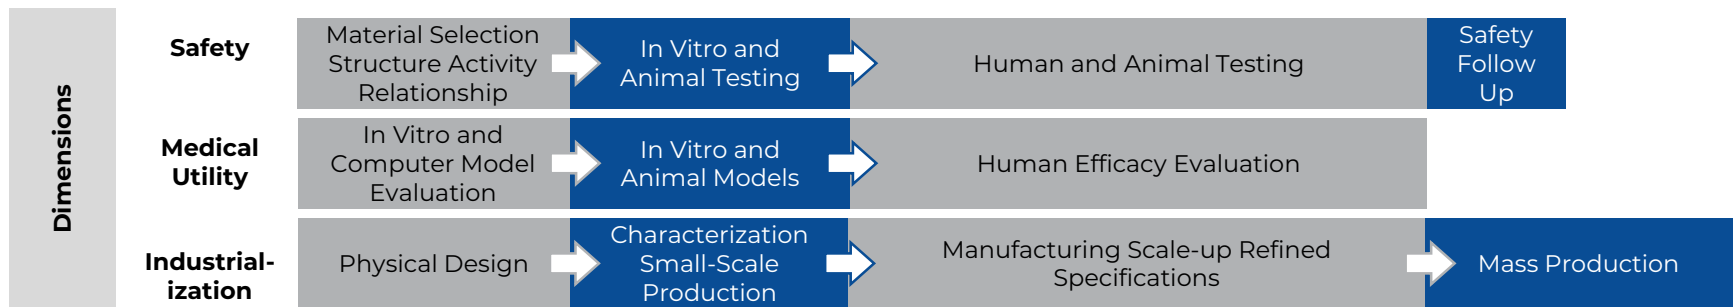 Dimensions
Safety
Material Selection
Structure Activity
Relationship
In Vitro and
Animal Testing
Human and Animal Testing
Safety
Follow
Up
Medical
Utility
In Vitro and
Computer Model
Evaluation
In Vitro and
Animal Models
Human Efficacy Evaluation
Industrial-
ization
Physical Design
Characterization
Small-Scale
Production
Manufacturing Scale-up Refined
Specifications
Mass Production